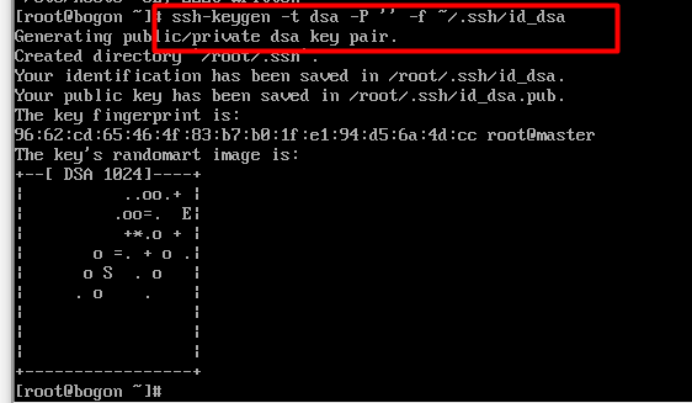 [root@bogon ~]# ssh-keygen -t dsa -P '' -f ~/.ssh/id_dsa
Generating public/private dsa key pair.
Created directory '/root/.ssh'.
Your identification has been saved in /root/.ssh/id_dsa.
Your public key has been saved in /root/.ssh/id_dsa.pub.
The key fingerprint is:
96:62:cd:65:46:4f:83:b7:b0:1f:e1:94:d5:6a:4d:cc root@master
The key's randomart image is:
+--[ DSA 1024]----+
|          ..oo.+ |
|         .oo=.  E|
|          +*.o + |
|       o =. + o .|
|      o S  . o   |
|     . o    .    |
|                 |
|                 |
|                 |
+-----------------+
[root@bogon ~]#